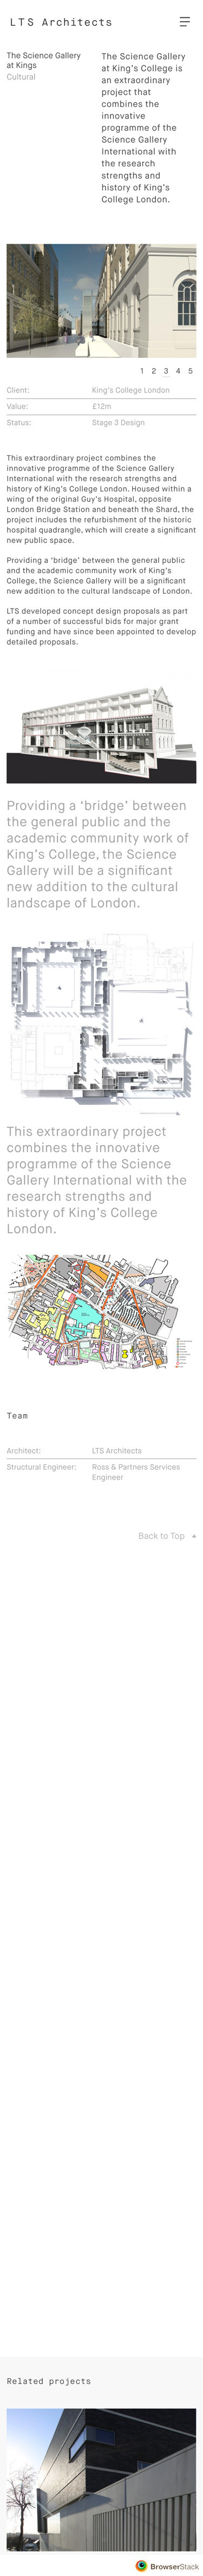 LTS Architects
The Science Gallery
at Kings
Cultural
The Science Gallery
at King's College is
an extraordinary
project that
combines the
innovative
programme of the
Science Gallery
International with
the research
strengths and
history of King's
College London.
1 2 3 4 5
Client: King's College London
Value: £12m
Status: Stage 3 Design
This extraordinary project combines the
innovative programme of the Science Gallery
International with the research strengths and
history of King's College London. Housed within a
wing of the original Guy's Hospital, opposite
London Bridge Station and beneath the Shard, the
project includes the refurbishment of the historic
hospital quadrangle, which will create a significant
new public space.
Providing a 'bridge' between the general public
and the academic community work of King's
College, the Science Gallery will be a significant
new addition to the cultural landscape of London.
LTS developed concept design proposals as part
of a number of successful bids for major grant
funding and have since been appointed to develop
detailed proposals.
Providing a 'bridge' between
the general public and the
academic community work of
King's College, the Science
Gallery will be a significant
new addition to the cultural
landscape of London.
This extraordinary project
combines the innovative
programme of the Science
Gallery International with the
research strengths and
history of King's College
London.
Team
Architect: LTS Architects
Structural Engineer: Ross & Partners Services
Engineer
Back to Top
Related projects
BrowserStack